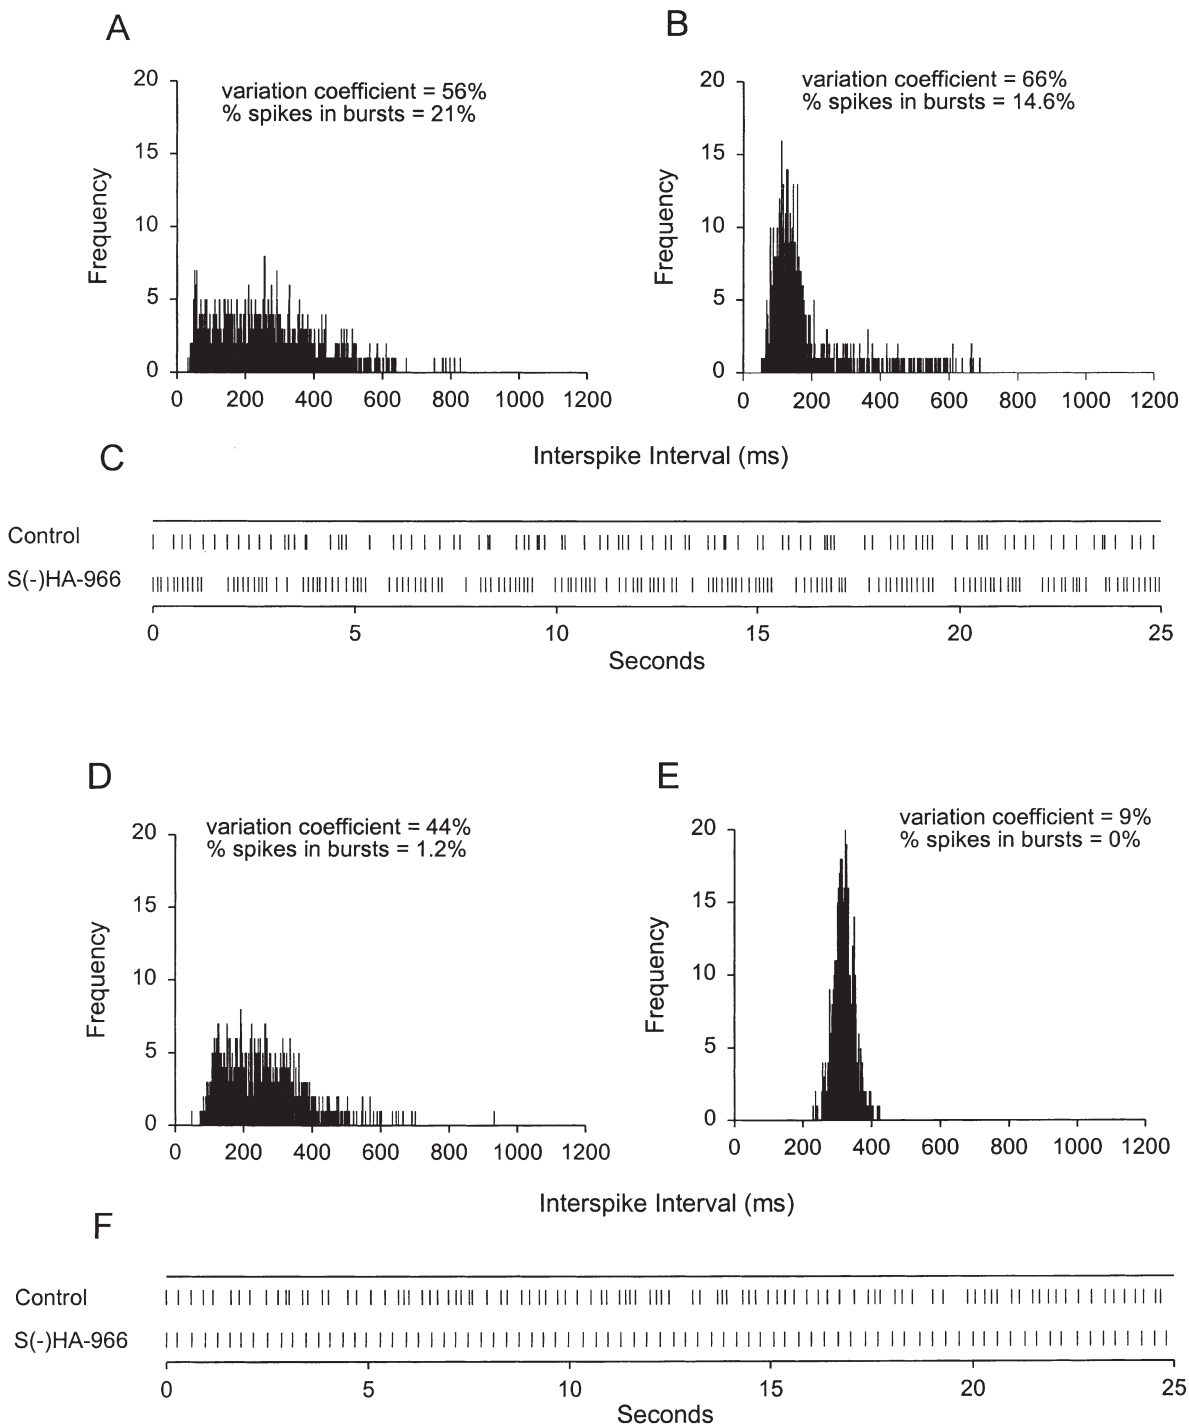 A
B
variation coefficient = 56%
% spikes in bursts = 21%
variation coefficient = 66%
% spikes in bursts = 14.6%
Frequency
20
15
10
5
0
0 200 400 600 800 1000 1200
Frequency
20
15
10
5
0
0 200 400 600 800 1000 1200
Interspike Interval (ms)
C
Control
S(-)HA-966
0 5 10 15 20 25
Seconds
D
E
variation coefficient = 44%
% spikes in bursts = 1.2%
variation coefficient = 9%
% spikes in bursts = 0%
Frequency
20
15
10
5
0
0 200 400 600 800 1000 1200
Frequency
20
15
10
5
0
0 200 400 600 800 1000 1200
Interspike Interval (ms)
F
Control
S(-)HA-966
0 5 10 15 20 25
Seconds